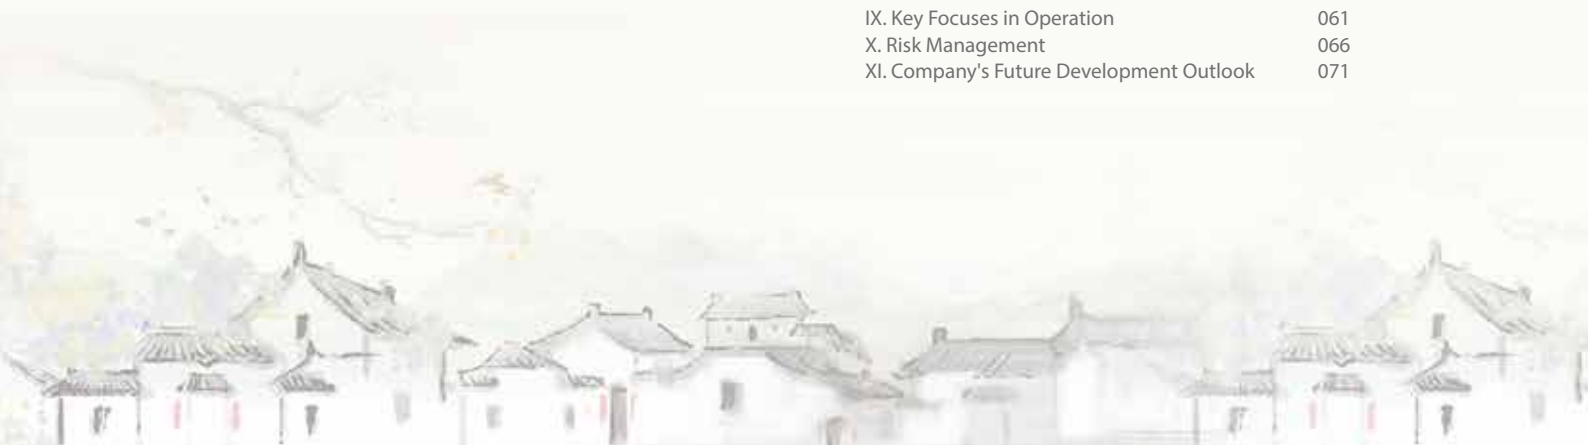 IX. Key Focuses in Operation 061
X. Risk Management 066
XI. Company's Future Development Outlook 071